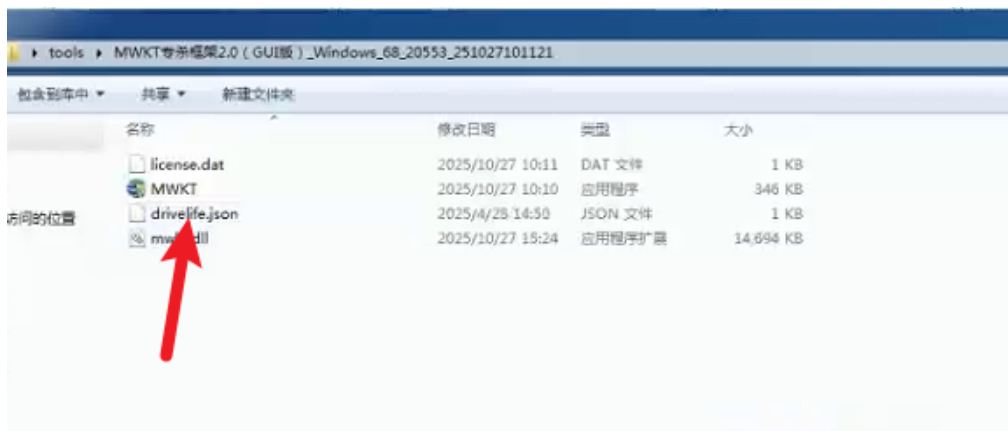 tools ▸ MWKT专杀框架2.0（GUI版）_Windows_68_20553_251027101121
包含到库中 共享 新建文件夹
名称 修改日期 类型 大小
license.dat 2025/10/27 10:11 DAT 文件 1 KB
MWKT 2025/10/27 10:10 应用程序 346 KB
drivelife.json 2025/4/28 14:50 JSON 文件 1 KB
访问的位置
2025/10/27 15:24 应用程序扩展 14,694 KB